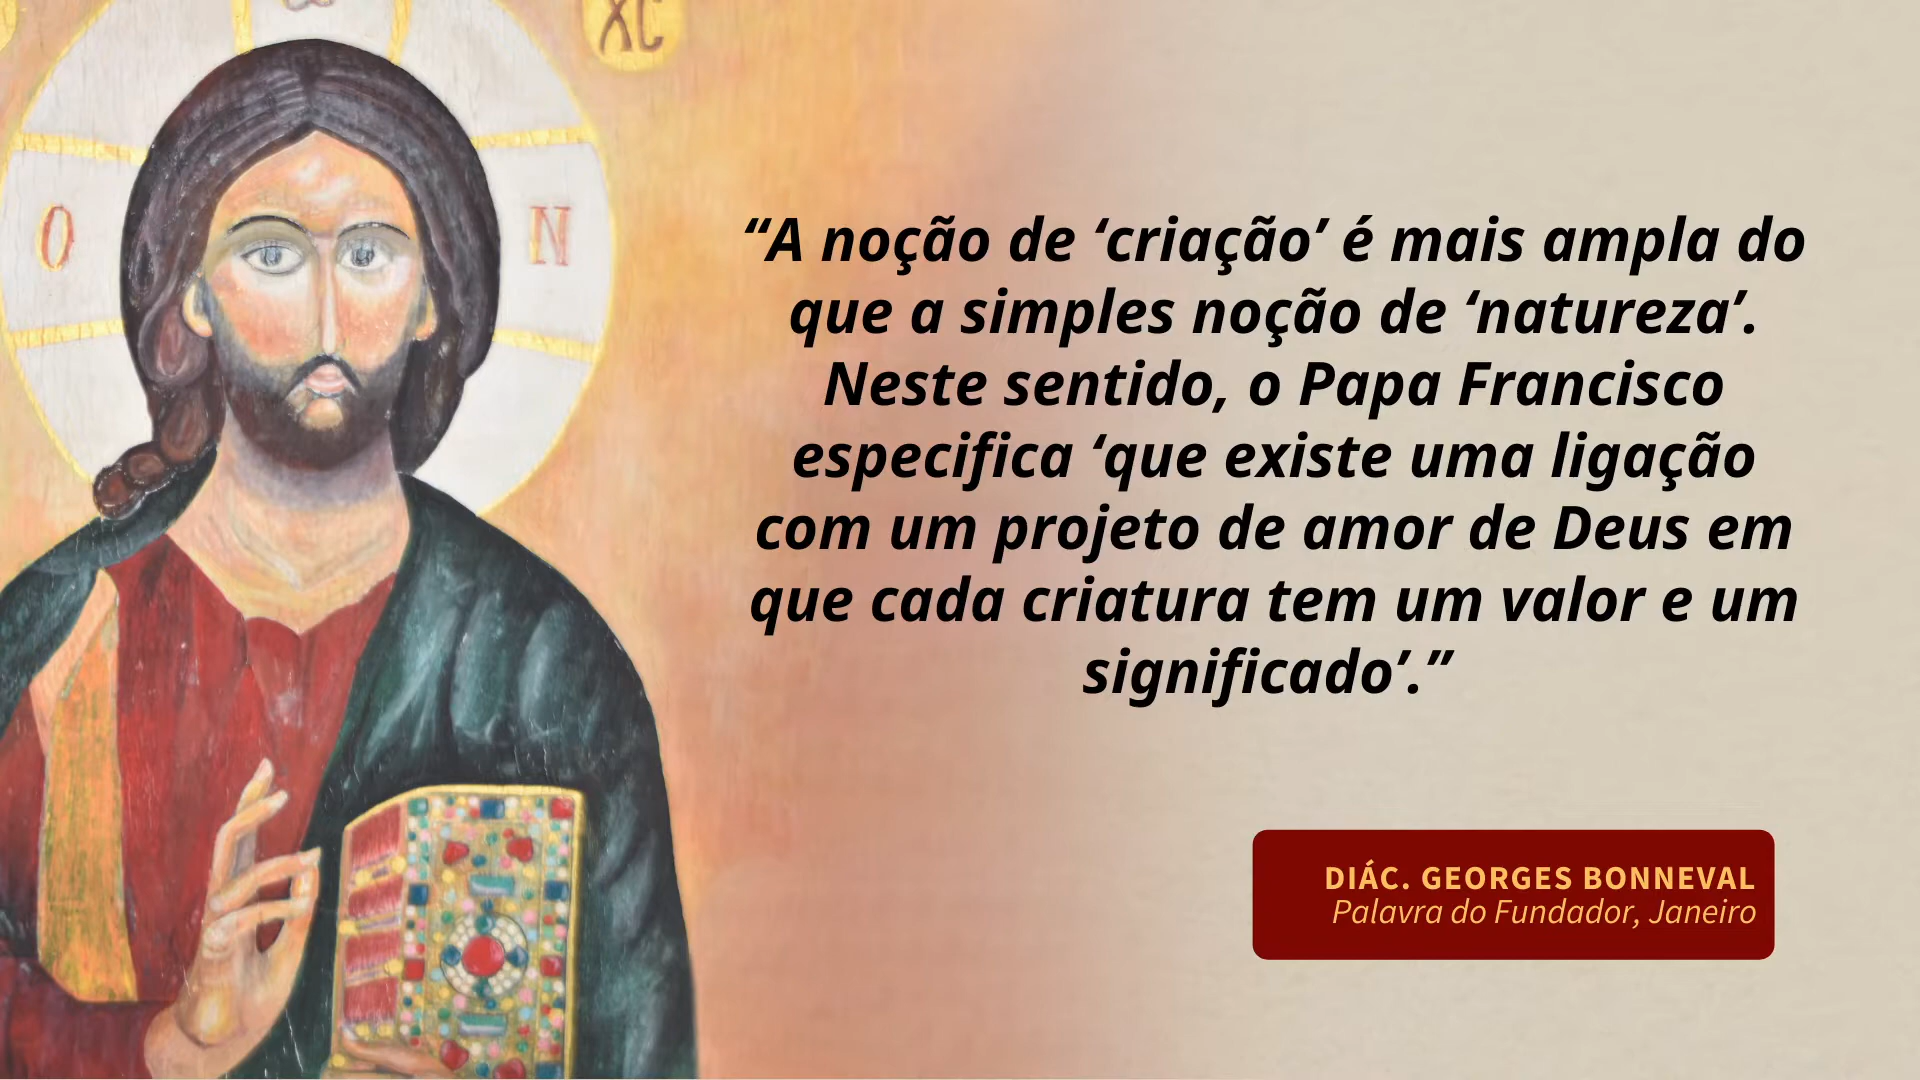 XC
O
N
“A noção de ‘criação’ é mais ampla do
que a simples noção de ‘natureza’.
Neste sentido, o Papa Francisco
especifica ‘que existe uma ligação
com um projeto de amor de Deus em
que cada criatura tem um valor e um
significado’.”
DIÁC. GEORGES BONNEVAL
Palavra do Fundador, Janeiro